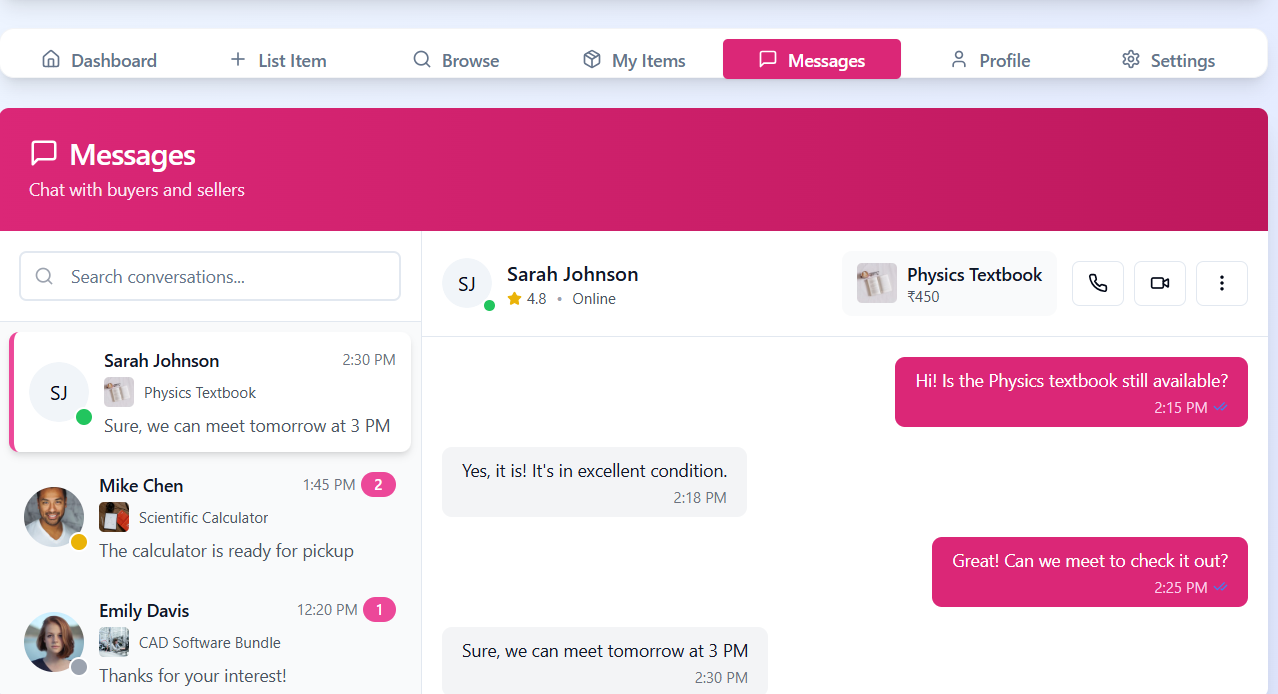 Dashboard List Item Browse My Items Messages Profile Settings
Messages
Chat with buyers and sellers
Search conversations...
SJ
Sarah Johnson 2:30 PM
Physics Textbook
Sure, we can meet tomorrow at 3 PM
Mike Chen 1:45 PM 2
Scientific Calculator
The calculator is ready for pickup
Emily Davis 12:20 PM 1
CAD Software Bundle
Thanks for your interest!
SJ
Sarah Johnson
4.8 • Online
Physics Textbook
₹450
Hi! Is the Physics textbook still available?
2:15 PM
Yes, it is! It's in excellent condition.
2:18 PM
Great! Can we meet to check it out?
2:25 PM
Sure, we can meet tomorrow at 3 PM
2:30 PM